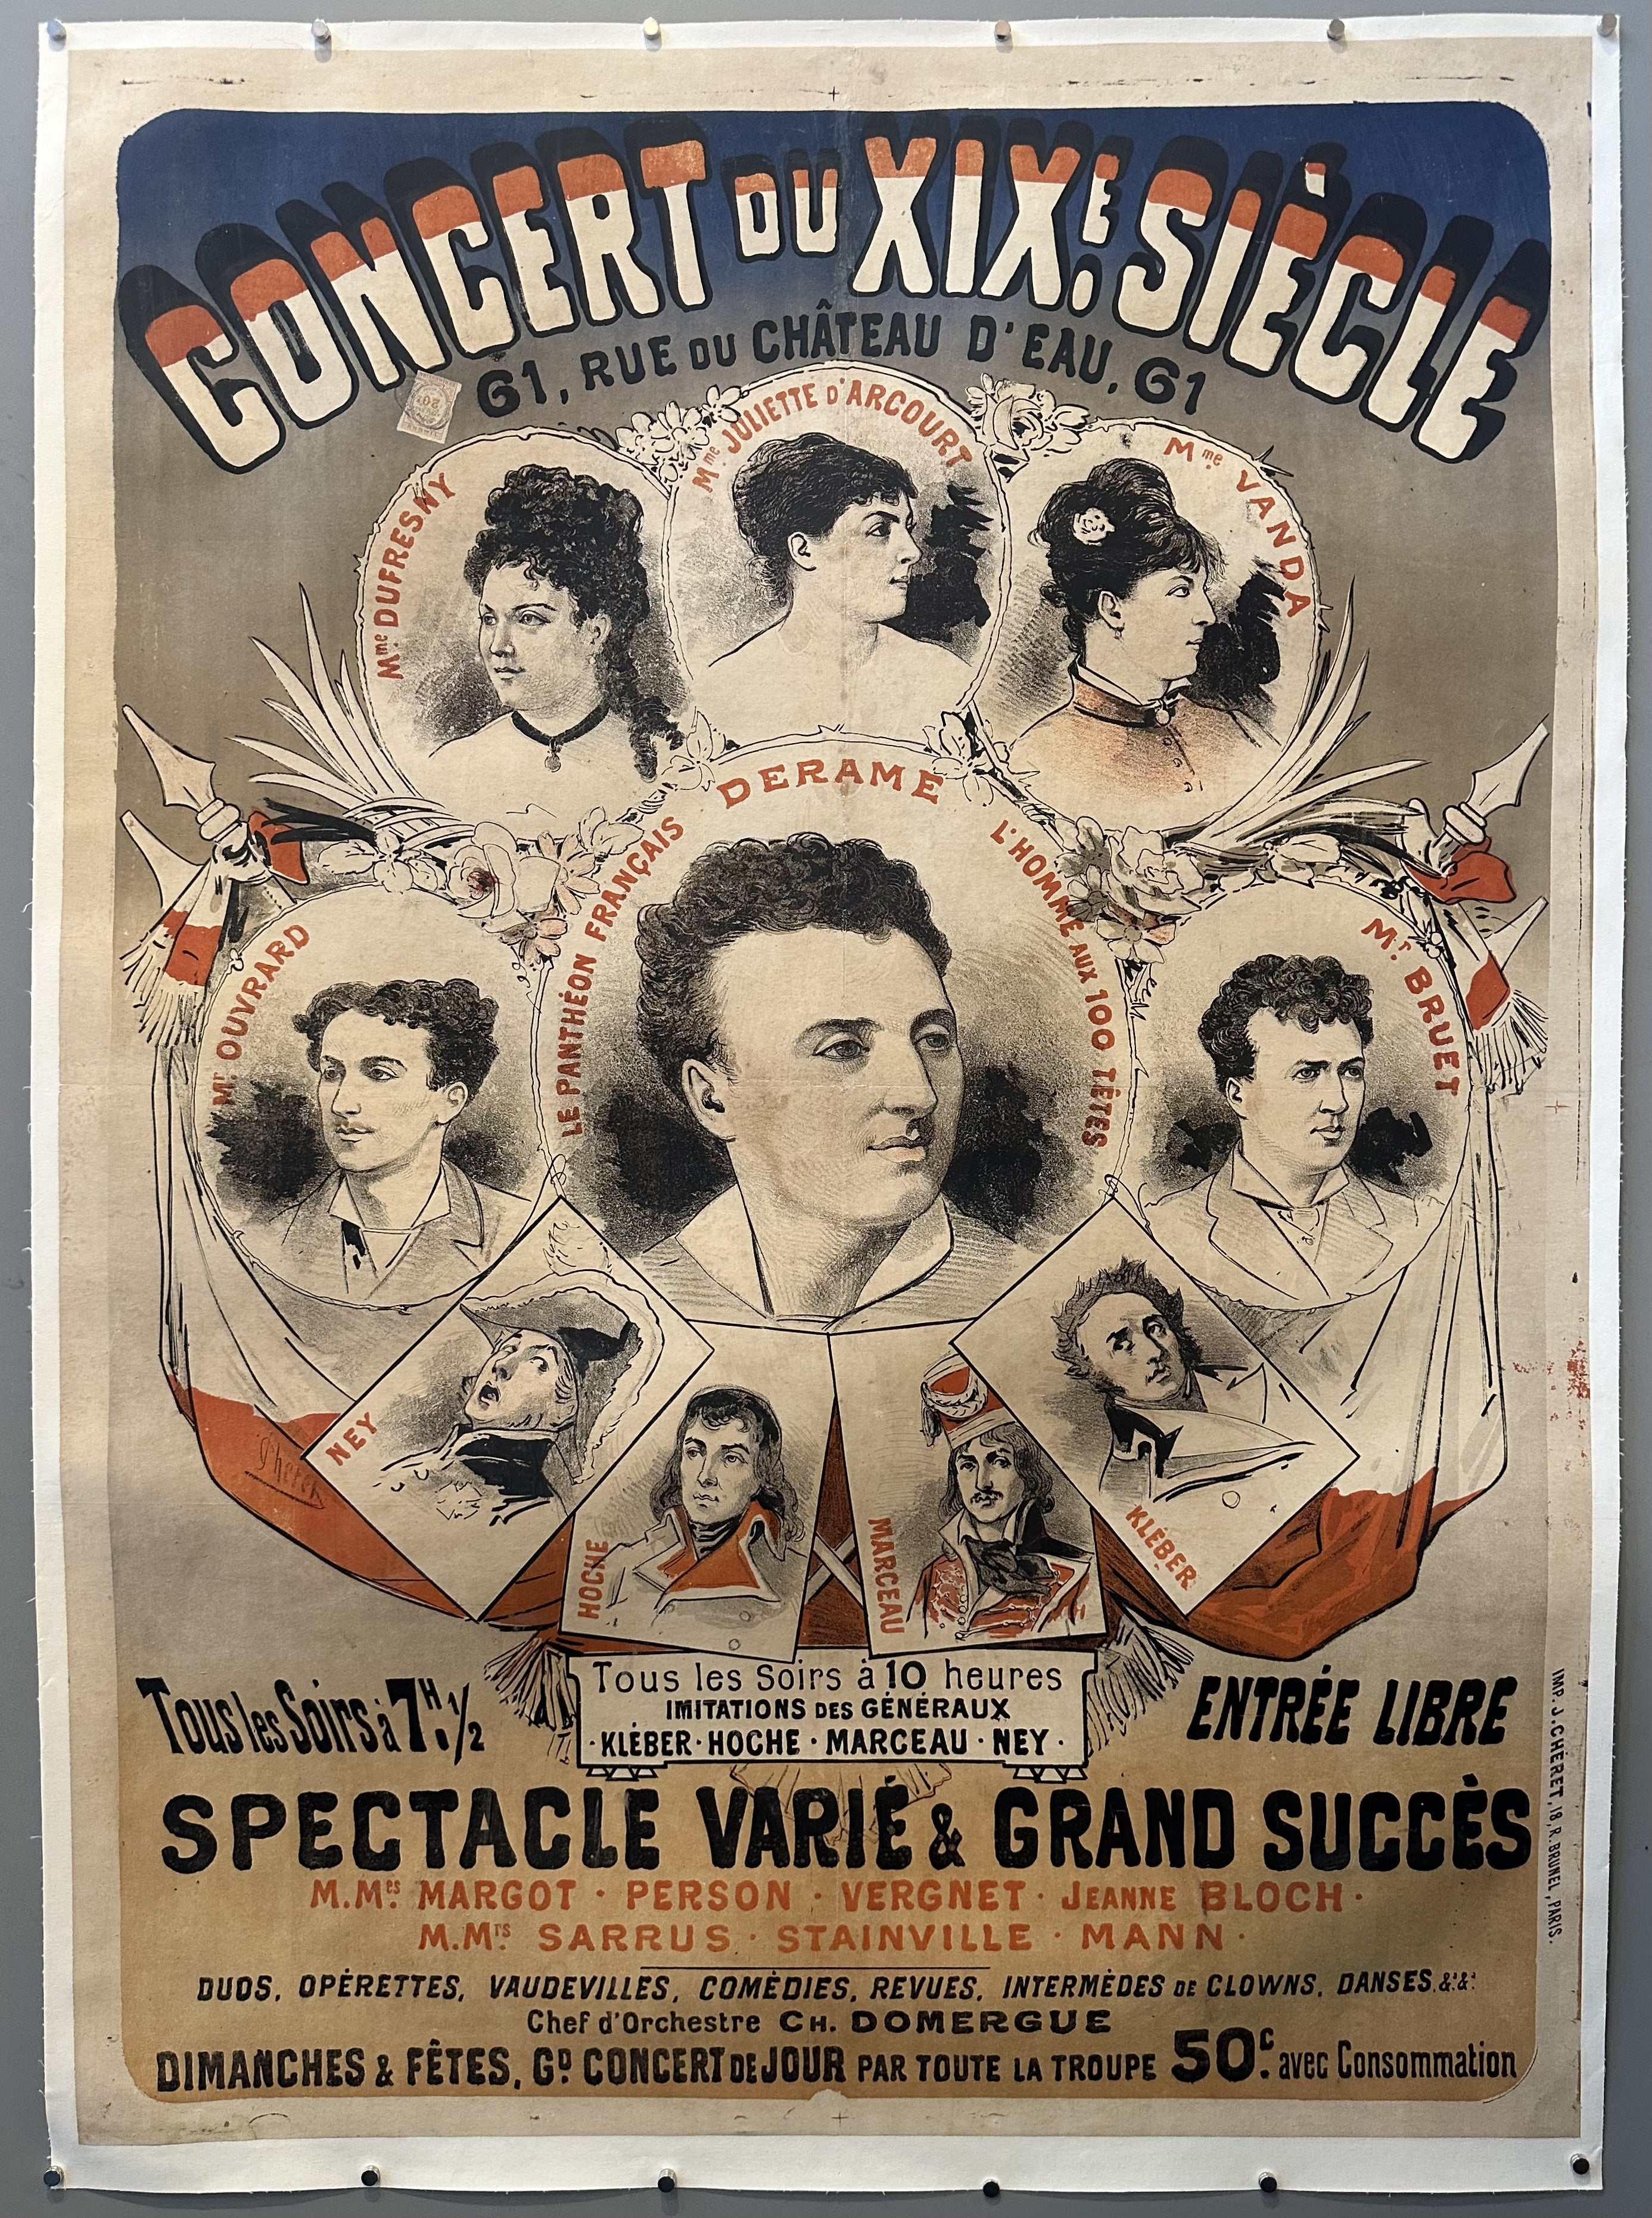 CONCERT DU XIXE. SIÈCLE
61, RUE DU CHÂTEAU D'EAU, 61
Mme DUFRESNY
Mme JULIETTE D'ARCOURT
Mme VANDA
DERAME
LE PANTHÉON FRANÇAIS
L'HOMME AUX 100 TÊTES
Mr OUVRARD
Mr BRUET
NEY
HOCHE
MARCEAU
KLÉBER
Cheret
Tous les Soirs à 7H. 1/2
Tous les Soirs à 10 heures
IMITATIONS DES GÉNÉRAUX
·KLÉBER·HOCHE·MARCEAU·NEY·
ENTRÉE LIBRE
SPECTACLE VARIÉ & GRAND SUCCÈS
M.Mes MARGOT · PERSON · VERGNET · JEANNE BLOCH ·
M.Mrs SARRUS · STAINVILLE · MANN ·
DUOS, OPÉRETTES, VAUDEVILLES, COMÉDIES, REVUES, INTERMÈDES DE CLOWNS, DANSES, &a &a
Chef d'Orchestre CH. DOMERGUE
DIMANCHES & FÊTES, GD CONCERT DE JOUR PAR TOUTE LA TROUPE 50c. avec Consommation
IMP. J. CHÉRET, 18, R. BRUNEL, PARIS.